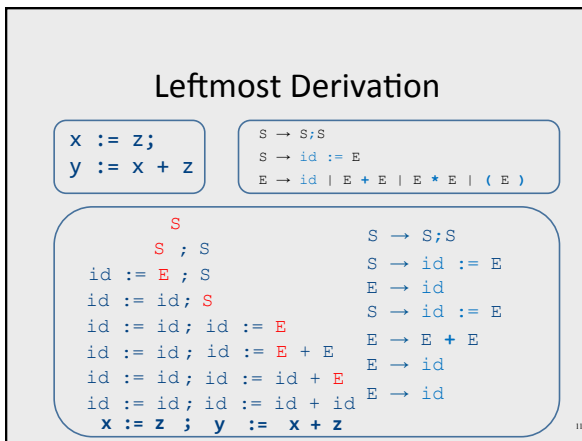 Leftmost Derivation
x := z;
y := x + z
S → S;S
S → id := E
E → id | E + E | E * E | ( E )
S
S ; S
id := E ; S
id := id; S
id := id; id := E
id := id; id := E + E
id := id; id := id + E
id := id; id := id + id
x := z ; y := x + z
S → S;S
S → id := E
E → id
S → id := E
E → E + E
E → id
E → id